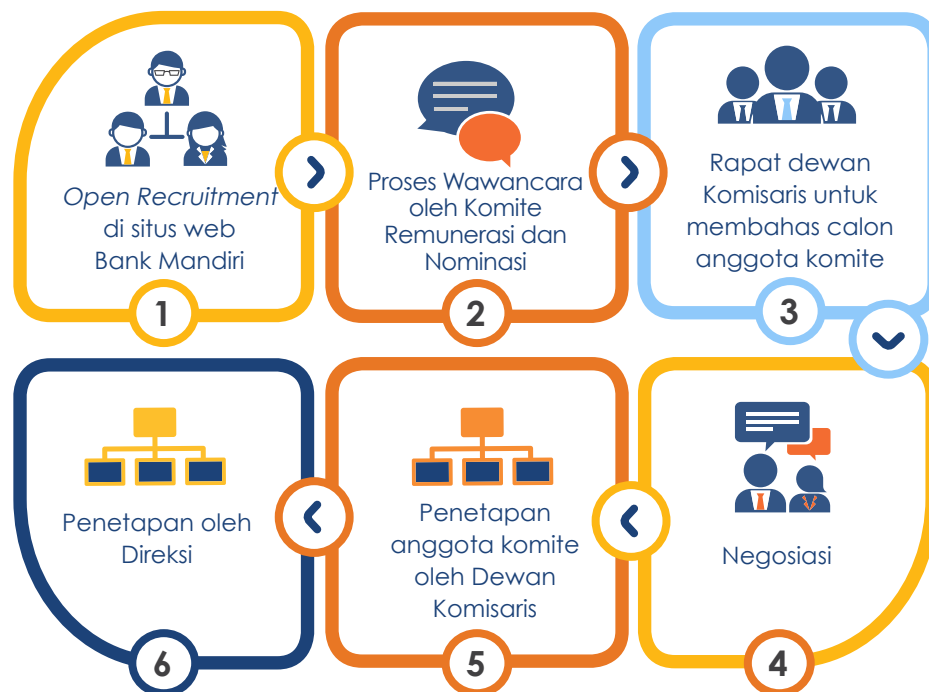 Open Recruitment
di situs web
Bank Mandiri
1
Proses Wawancara
oleh Komite
Remunerasi dan
Nominasi
2
Rapat dewan
Komisaris untuk
membahas calon
anggota komite
3
Negosiasi
4
Penetapan
anggota komite
oleh Dewan
Komisaris
5
Penetapan oleh
Direksi
6